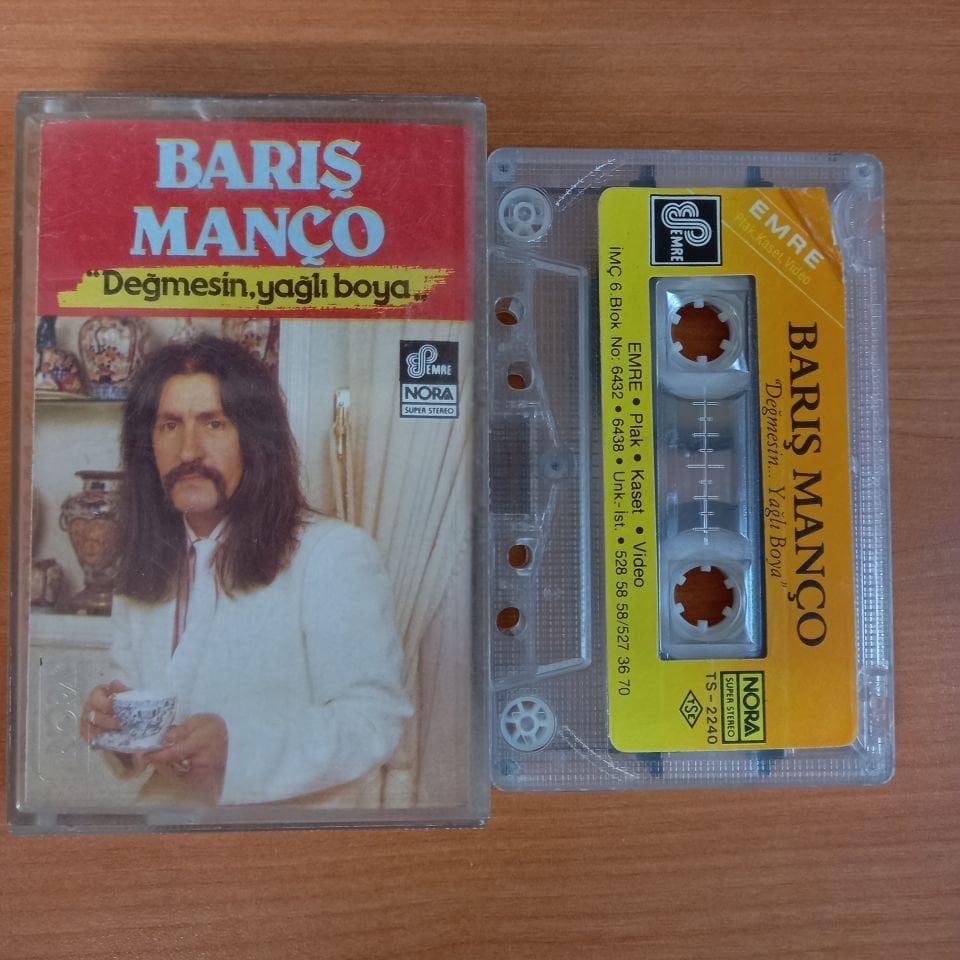 BARIŞ
MANÇO
“Değmesin, yağlı boya„
EMRE
NORA
SUPER STEREO
EMRE
EMRE
Plak Kaset Video
BARIŞ MANÇO
“Değmesin... Yağlı Boya”
EMRE • Plak • Kaset • Video
İMÇ 6.Blok No: 6432 • 6438 • Unk.- İst. • 528 58 58/527 36 70
NORA
SUPER STEREO
TS - 2240
TSE